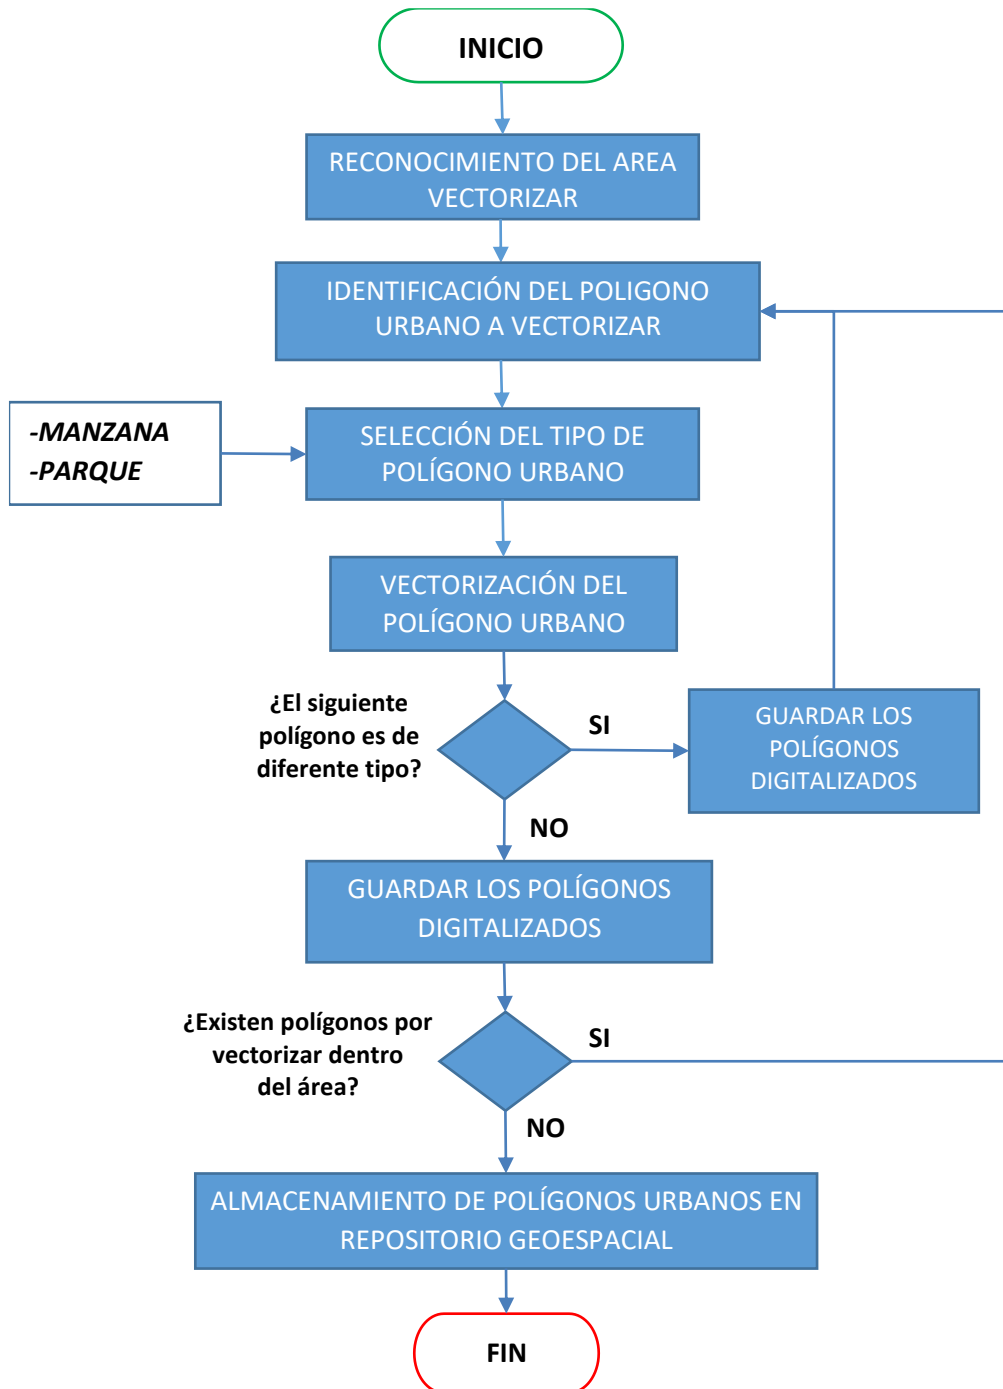 INICIO
RECONOCIMIENTO DEL AREA
VECTORIZAR
IDENTIFICACIÓN DEL POLIGONO
URBANO A VECTORIZAR
-MANZANA
-PARQUE
SELECCIÓN DEL TIPO DE
POLÍGONO URBANO
VECTORIZACIÓN DEL
POLÍGONO URBANO
¿El siguiente
polígono es de
diferente tipo?
SI
GUARDAR LOS
POLÍGONOS
DIGITALIZADOS
NO
GUARDAR LOS POLÍGONOS
DIGITALIZADOS
¿Existen polígonos por
vectorizar dentro
del área?
SI
NO
ALMACENAMIENTO DE POLÍGONOS URBANOS EN
REPOSITORIO GEOESPACIAL
FIN